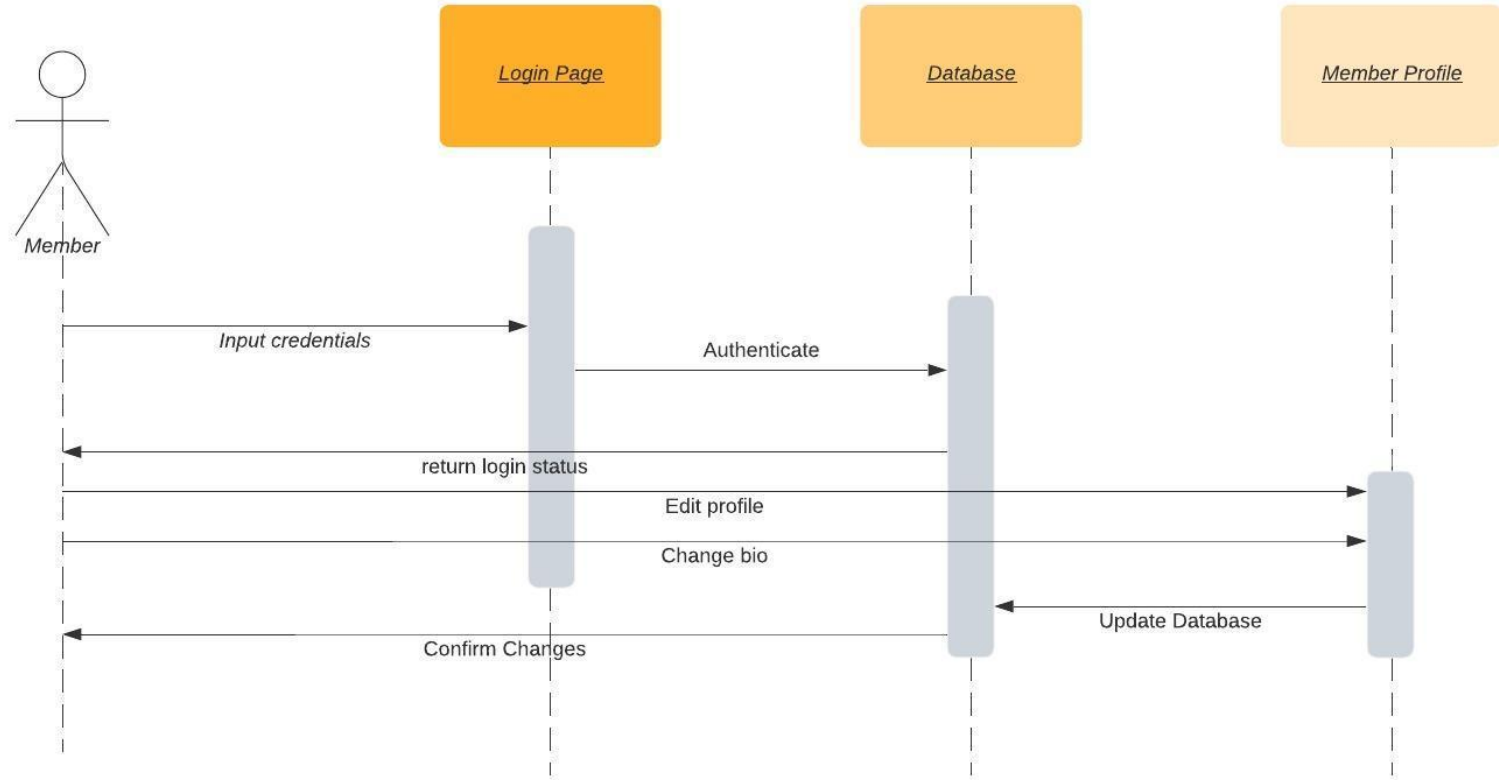 Login Page
Database
Member Profile
Member
Input credentials
Authenticate
return login status
Edit profile
Change bio
Update Database
Confirm Changes